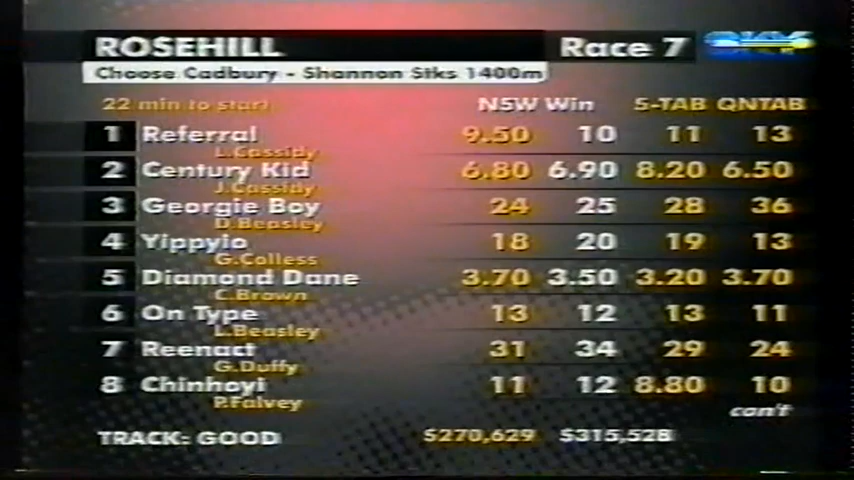 ROSEHILL Race 7 SKY
Choose Cadbury - Shannon Stks 1400m
22 min to start NSW Win S-TAB QNTAB
1 Referral 9.50 10 11 13
L.Cassidy
2 Century Kid 6.80 6.90 8.20 6.50
J.Cassidy
3 Georgie Boy 24 25 28 36
D.Beasley
4 Yippyio 18 20 19 13
G.Colless
5 Diamond Dane 3.70 3.50 3.20 3.70
C.Brown
6 On Type 13 12 13 11
L.Beasley
7 Reenact 31 34 29 24
G.Duffy
8 Chinhoyi 11 12 8.80 10
P.Falvey
con't
TRACK: GOOD $270,629 $315,528